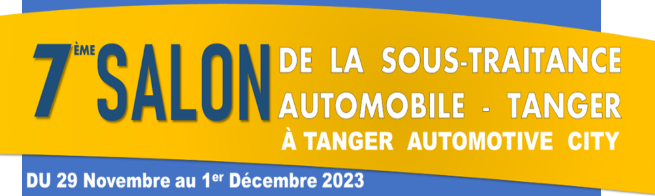 7ÈME SALON
DE LA SOUS-TRAITANCE
AUTOMOBILE - TANGER
À TANGER AUTOMOTIVE CITY
DU 29 Novembre au 1er Décembre 2023